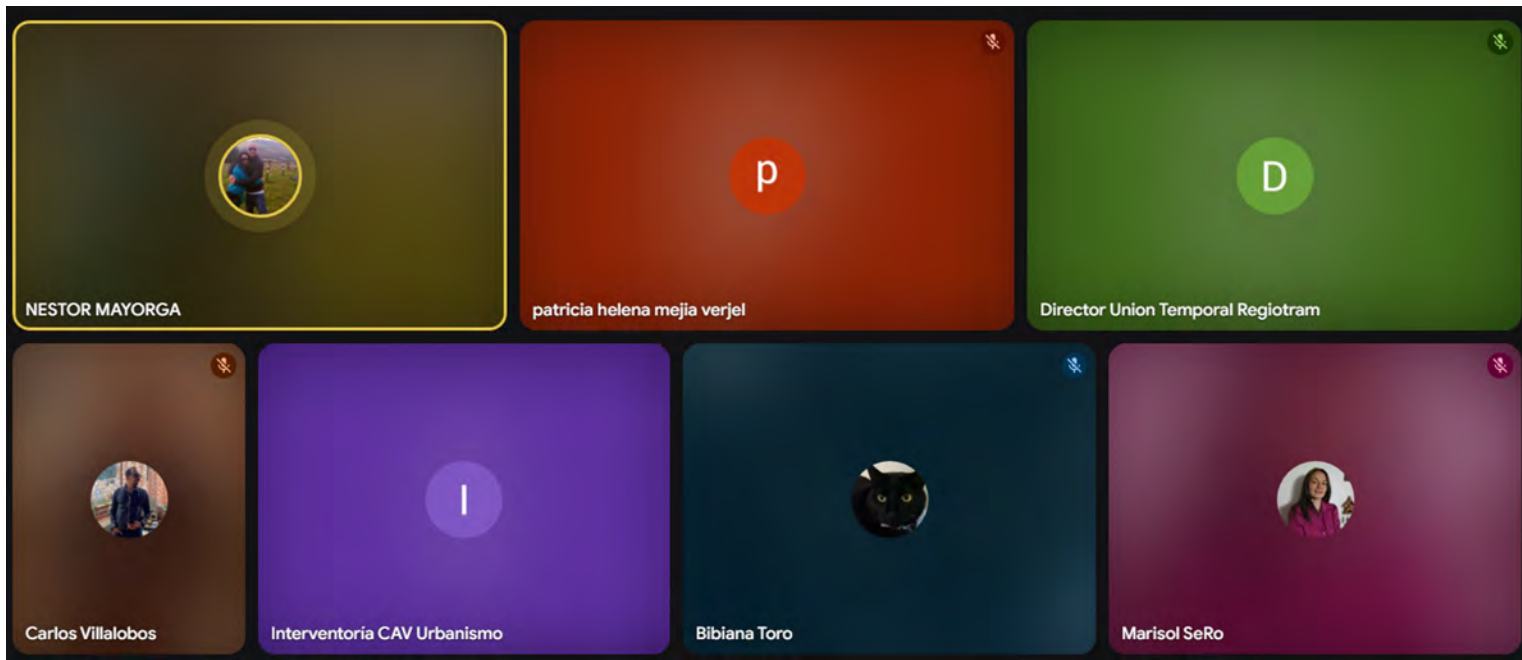 NESTOR MAYORGA
p
patricia helena mejia verjel
D
Director Union Temporal Regiotram
Carlos Villalobos
I
Interventoría CAV Urbanismo
Bibiana Toro
Marisol SeRo